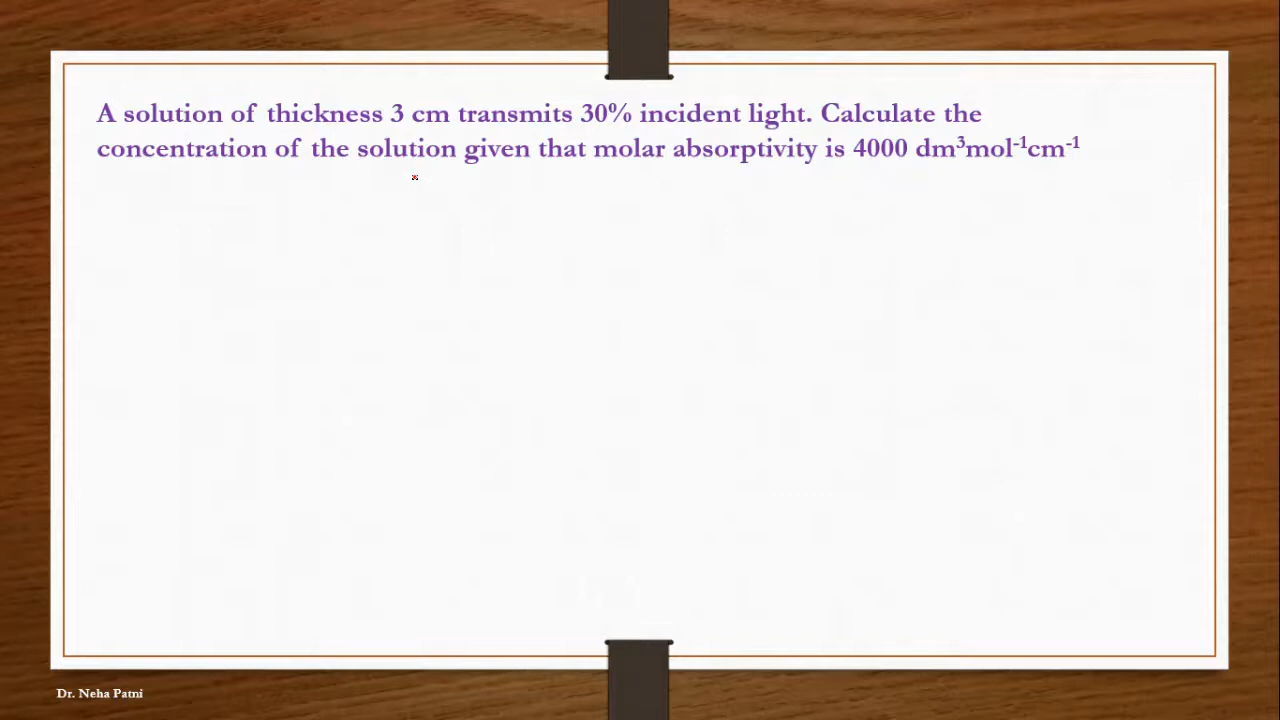 A solution of thickness 3 cm transmits 30% incident light. Calculate the
concentration of the solution given that molar absorptivity is 4000 dm³mol⁻¹cm⁻¹
Dr. Neha Patni